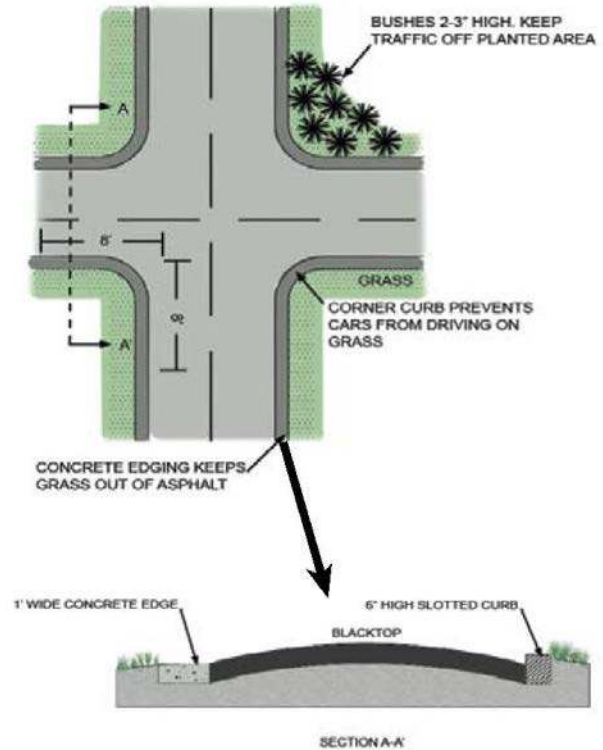 BUSHES 2-3" HIGH. KEEP
TRAFFIC OFF PLANTED AREA
A
8'
8'
GRASS
CORNER CURB PREVENTS
CARS FROM DRIVING ON
GRASS
A'
CONCRETE EDGING KEEPS
GRASS OUT OF ASPHALT
1' WIDE CONCRETE EDGE
6" HIGH SLOTTED CURB
BLACKTOP
SECTION A-A'